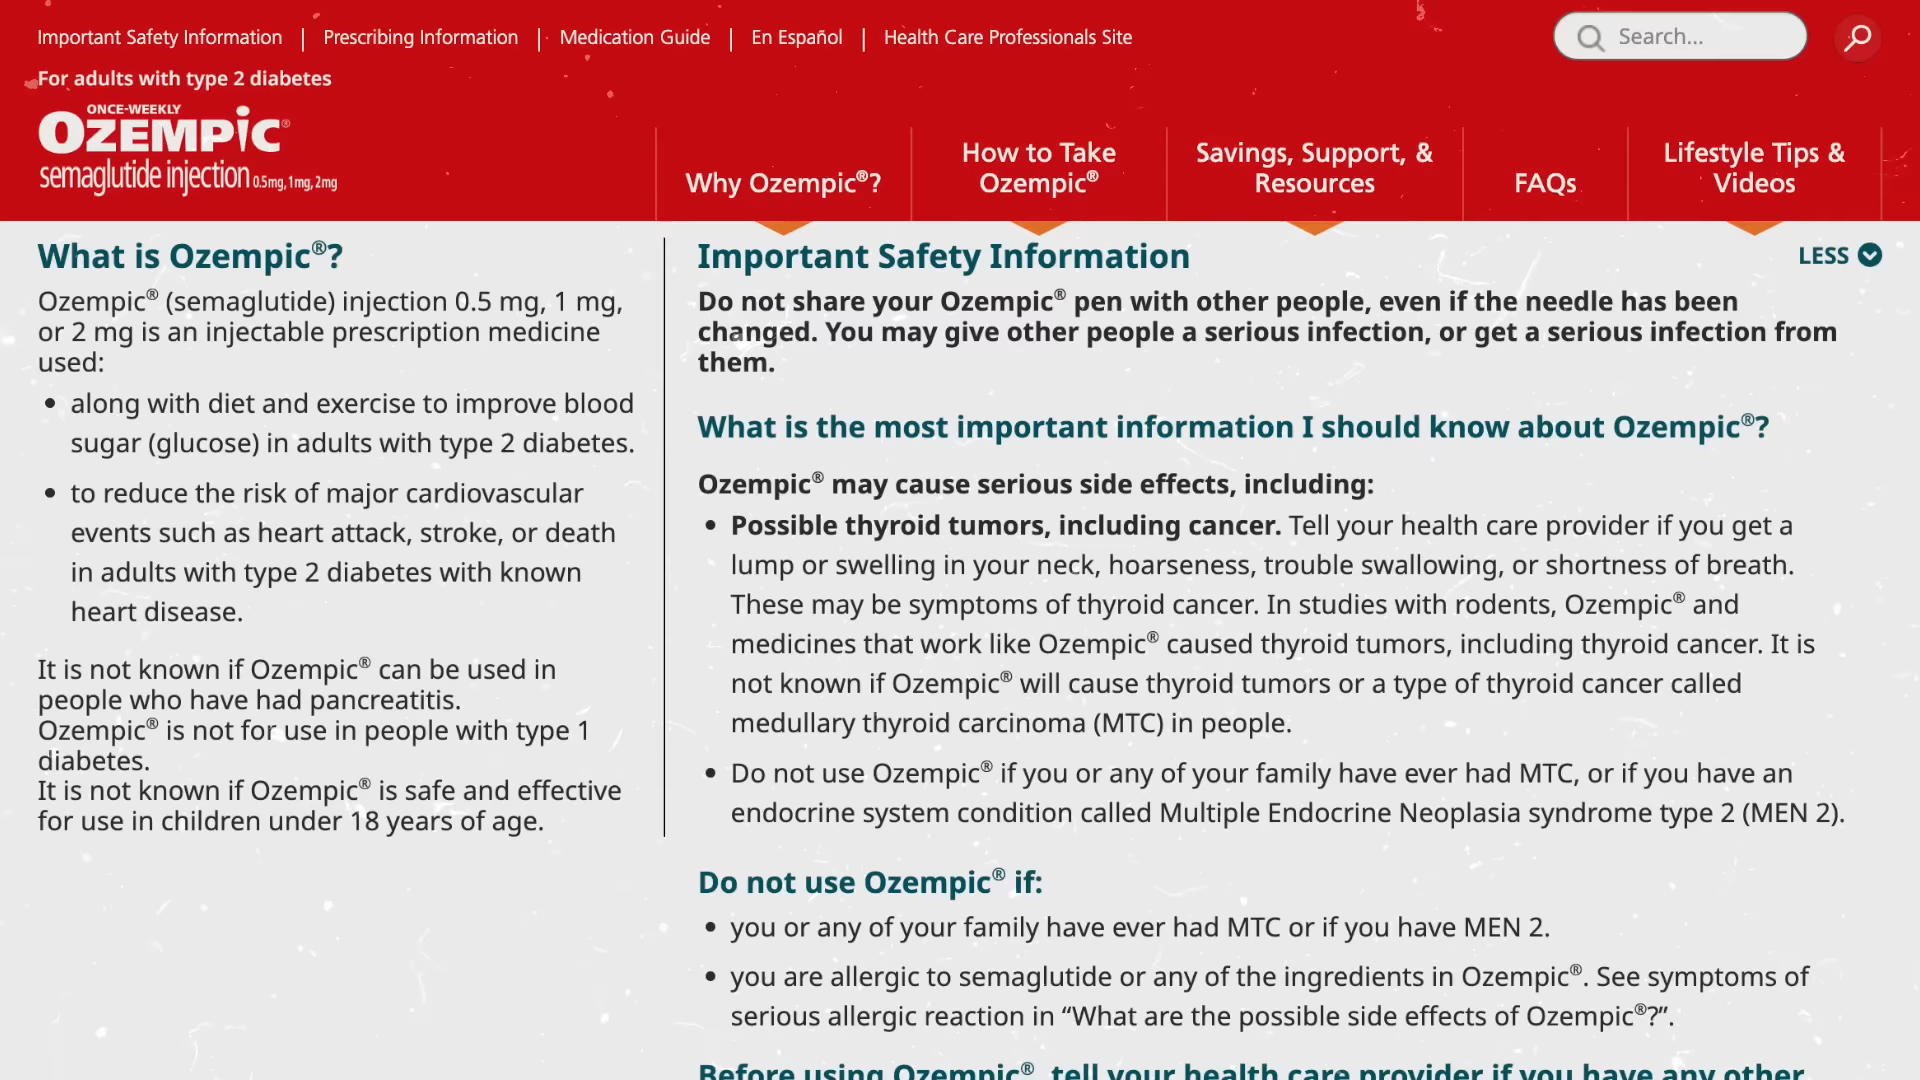 Important Safety Information | Prescribing Information | Medication Guide | En Español | Health Care Professionals Site
Search...
For adults with type 2 diabetes
ONCE-WEEKLY
OZEMPIC®
semaglutide injection 0.5mg, 1mg, 2mg
Why Ozempic®?
How to Take
Ozempic®
Savings, Support, &
Resources
FAQs
Lifestyle Tips &
Videos
What is Ozempic®?
Ozempic® (semaglutide) injection 0.5 mg, 1 mg,
or 2 mg is an injectable prescription medicine
used:
• along with diet and exercise to improve blood
sugar (glucose) in adults with type 2 diabetes.
• to reduce the risk of major cardiovascular
events such as heart attack, stroke, or death
in adults with type 2 diabetes with known
heart disease.
It is not known if Ozempic® can be used in
people who have had pancreatitis.
Ozempic® is not for use in people with type 1
diabetes.
It is not known if Ozempic® is safe and effective
for use in children under 18 years of age.
Important Safety Information
LESS
Do not share your Ozempic® pen with other people, even if the needle has been
changed. You may give other people a serious infection, or get a serious infection from
them.
What is the most important information I should know about Ozempic®?
Ozempic® may cause serious side effects, including:
• Possible thyroid tumors, including cancer. Tell your health care provider if you get a
lump or swelling in your neck, hoarseness, trouble swallowing, or shortness of breath.
These may be symptoms of thyroid cancer. In studies with rodents, Ozempic® and
medicines that work like Ozempic® caused thyroid tumors, including thyroid cancer. It is
not known if Ozempic® will cause thyroid tumors or a type of thyroid cancer called
medullary thyroid carcinoma (MTC) in people.
• Do not use Ozempic® if you or any of your family have ever had MTC, or if you have an
endocrine system condition called Multiple Endocrine Neoplasia syndrome type 2 (MEN 2).
Do not use Ozempic® if:
• you or any of your family have ever had MTC or if you have MEN 2.
• you are allergic to semaglutide or any of the ingredients in Ozempic®. See symptoms of
serious allergic reaction in “What are the possible side effects of Ozempic®?”.
Before using Ozempic®, tell your health care provider if you have any other